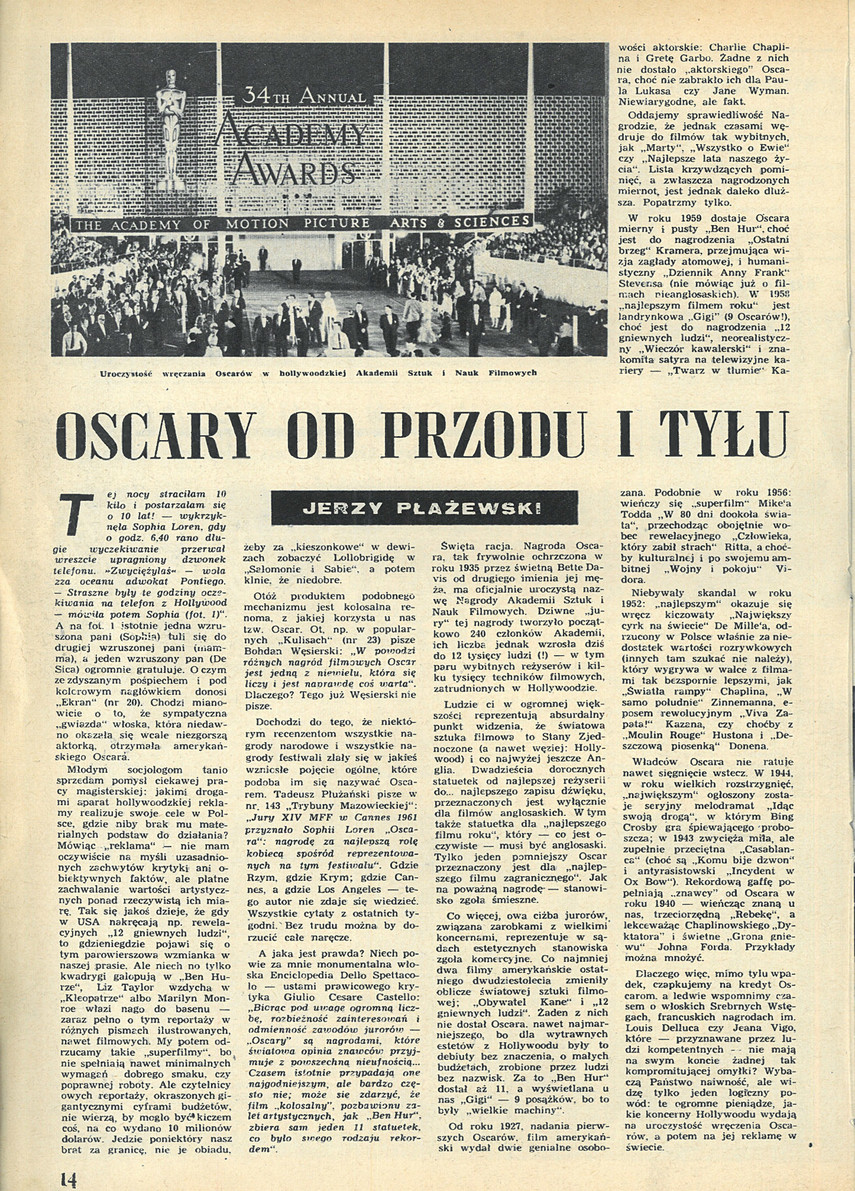 34TH ANNUAL
ACADEMY
AWARDS
THE ACADEMY OF MOTION PICTURE ARTS & SCIENCES
Uroczystość wręczania Oscarów w hollywoodzkiej Akademii Sztuk i Nauk Filmowych
OSCARY OD PRZODU I TYŁU
JERZY PŁAŻEWSKI
Tej nocy straciłam 10
kilo i postarzałam się
o 10 lat! — wykrzyk-
nęła Sophia Loren, gdy
o godz. 6,40 rano dłu-
gie wyczekiwanie przerwał
wreszcie upragniony dzwonek
telefonu. „Zwyciężyłaś" — woła
zza oceanu adwokat Pontiego.
— Straszne były te godziny ocze-
kiwania na telefon z Hollywood
— mówiła potem Sophia (fot. 1)".
A na fot. 1 istotnie jedna wzru-
szona pani (Sophia) tuli się do
drugiej wzruszonej pani (mam-
ma), a jeden wzruszony pan (De
Sica) ogromnie gratuluje. O czym
ze zdyszanym pośpiechem i pod
kolorowym nagłówkiem donosi
„Ekran" (nr 20). Chodzi miano-
wicie o to, że sympatyczna
„gwiazda" włoska, która niedaw-
no okazała się wcale niezgorszą
aktorką, otrzymała amerykań-
skiego Oscara.
Młodym socjologom tanio
sprzedam pomysł ciekawej pra-
cy magisterskiej: jakimi droga-
mi aparat hollywoodzkiej rekla-
my realizuje swoje cele w Pol-
sce, gdzie niby brak mu mate-
rialnych podstaw do działania?
Mówiąc „reklama" — nie mam
oczywiście na myśli uzasadnio-
nych zachwytów krytyki ani o-
biektywnych faktów, ale płatne
zachwalanie wartości artystycz-
nych ponad rzeczywistą ich mia-
rę. Tak się jakoś dzieje, że gdy
w USA nakręcają np. rewela-
cyjnych „12 gniewnych ludzi",
to gdzieniegdzie pojawi się o
tym parowierszowa wzmianka w
naszej prasie. Ale niech no tylko
kwadrygi galopują w „Ben Hu-
rze", Liz Taylor wzdycha w
„Kleopatrze" albo Marilyn Mon-
roe włazi nago do basenu —
zaraz pełno o tym reportaży w
różnych pismach ilustrowanych,
nawet filmowych. My potem od-
rzucamy takie „superfilmy", bo
nie spełniają nawet minimalnych
wymagań dobrego smaku, czy
poprawnej roboty. Ale czytelnicy
owych reportaży, okraszonych gi-
gantycznymi cyframi budżetów,
nie wierzą, by mogło być kiczem
coś, na co wydano 10 milionów
dolarów. Jedzie poniektóry nasz
brat za granicę, nie je obiadu,
żeby za „kieszonkowe" w dewi-
zach zobaczyć Lollobrigidę w
„Salomonie i Sabie", a potem
klnie, że niedobre.
Otóż produktem podobnego
mechanizmu jest kolosalna re-
noma, z jakiej korzysta u nas
tzw. Oscar. Ot, np. w popular-
nych „Kulisach" (nr 23) pisze
Bohdan Węsierski: „W powodzi
różnych nagród filmowych Oscar
jest jedną z niewielu, która się
liczy i jest naprawdę coś warta".
Dlaczego? Tego już Węsierski nie
pisze.
Dochodzi do tego, że niektó-
rym recenzentom wszystkie na-
grody narodowe i wszystkie na-
grody festiwali zlały się w jakieś
wzniosłe pojęcie ogólne, które
podoba im się nazywać Osca-
rem. Tadeusz Płużański pisze w
nr. 143 „Trybuny Mazowieckiej":
„Jury XIV MFF w Cannes 1961
przyznało Sophii Loren „Osca-
ra": nagrodę za najlepszą rolę
kobiecą spośród reprezentowa-
nych na tym festiwalu". Gdzie
Rzym, gdzie Krym; gdzie Can-
nes, a gdzie Los Angeles — te-
go autor nie zdaje się wiedzieć.
Wszystkie cytaty z ostatnich ty-
godni. Bez trudu można by do-
rzucić całe naręcze.
A jaka jest prawda? Niech po-
wie za mnie monumentalna wło-
ska Enciclopedia Dello Spettaco-
lo — ustami prawicowego kry-
tyka Giulio Cesare Castello:
„Biorąc pod uwagę ogromną licz-
bę, rozbieżność zainteresowań i
odmienność zawodów jurorów —
„Oscary" są nagrodami, które
światowa opinia znawców przyj-
muje z powszechną nieufnością...
Czasem istotnie przypadają one
najgodniejszym, ale bardzo czę-
sto nie; może się zdarzyć, że
film „kolosalny", pozbawiony za-
let artystycznych, jak „Ben Hur",
zbiera sam jeden 11 statuetek,
co było swego rodzaju rekor-
dem".
Święta racja. Nagroda Osca-
ra, tak frywolnie ochrzczona w
roku 1935 przez świetną Bette Da-
vis od drugiego imienia jej mę-
ża, ma oficjalnie uroczystą naz-
wę Nagrody Akademii Sztuk i
Nauk Filmowych. Dziwne „ju-
ry" tej nagrody tworzyło począt-
kowo 240 członków Akademii,
ich liczba jednak wzrosła dziś
do 12 tysięcy ludzi (!) — w tym
paru wybitnych reżyserów i kil-
ku tysięcy techników filmowych,
zatrudnionych w Hollywoodzie.
Ludzie ci w ogromnej więk-
szości reprezentują absurdalny
punkt widzenia, że światowa
sztuka filmowa to Stany Zjed-
noczone (a nawet węziej: Holly-
wood) i co najwyżej jeszcze An-
glia. Dwadzieścia dorocznych
statuetek od najlepszej reżyserii
do... najlepszego zapisu dźwięku,
przeznaczonych jest wyłącznie
dla filmów anglosaskich. W tym
także statuetka dla „najlepszego
filmu roku", który — co jest o-
czywiste — musi być anglosaski.
Tylko jeden pomniejszy Oscar
przeznaczony jest dla „najlep-
szego filmu zagranicznego". Jak
na poważną nagrodę — stanowi-
sko zgoła śmieszne.
Co więcej, owa ciżba jurorów,
związana zarobkami z wielkimi
koncernami, reprezentuje w są-
dach estetycznych stanowiska
zgoła komercyjne. Co najmniej
dwa filmy amerykańskie ostat-
niego dwudziestolecia zmieniły
oblicze światowej sztuki filmo-
wej: „Obywatel Kane" i „12
gniewnych ludzi". Żaden z nich
nie dostał Oscara, nawet najmar-
niejszego, bo dla wytrawnych
estetów z Hollywoodu były to
debiuty bez znaczenia, o małych
budżetach, zrobione przez ludzi
bez nazwisk. Za to „Ben Hur"
dostał aż 11, a wyświetlana u
nas „Gigi" — 9 posążków, bo to
były „wielkie machiny".
Od roku 1927, nadania pierw-
szych Oscarów, film amerykań-
ski wydał dwie genialne osobo-
wości aktorskie: Charlie Chapli-
na i Gretę Garbo. Żadne z nich
nie dostało „aktorskiego" Osca-
ra, choć nie zabrakło ich dla Pau-
la Lukasa czy Jane Wyman.
Niewiarygodne, ale fakt.
Oddajemy sprawiedliwość Na-
grodzie, że jednak czasami wę-
druje do filmów tak wybitnych,
jak „Marty", „Wszystko o Ewie"
czy „Najlepsze lata naszego ży-
cia". Lista krzywdzących pomi-
nięć, a zwłaszcza nagrodzonych
miernot, jest jednak daleko dłuż-
sza. Popatrzmy tylko.
W roku 1959 dostaje Oscara
mierny i pusty „Ben Hur", choć
jest do nagrodzenia „Ostatni
brzeg" Kramera, przejmująca wi-
zja zagłady atomowej, i humani-
styczny „Dziennik Anny Frank"
Stevensa (nie mówiąc już o fil-
mach nieanglosaskich). W 1958
„najlepszym filmem roku" jest
landrynkowa „Gigi" (9 Oscarów!),
choć jest do nagrodzenia „12
gniewnych ludzi", neorealistycz-
ny „Wieczór kawalerski" i zna-
komita satyra na telewizyjne ka-
riery — „Twarz w tłumie" Ka-
zana. Podobnie w roku 1956:
wieńczy się „superfilm" Mike'a
Todda „W 80 dni dookoła świa-
ta", przechodząc obojętnie wo-
bec rewelacyjnego „Człowieka,
który zabił strach" Ritta, a choć-
by kulturalnej i po swojemu am-
bitnej „Wojny i pokoju" Vi-
dora.
Niebywały skandal w roku
1952: „najlepszym" okazuje się
wręcz kiczowaty „Największy
cyrk na świecie" De Mille'a, od-
rzucony w Polsce właśnie za nie-
dostatek wartości rozrywkowych
(innych tam szukać nie należy),
który wygrywa w walce z filma-
mi tak bezspornie lepszymi, jak
„Światła rampy" Chaplina, „W
samo południe" Zinnemanna, e-
posem rewolucyjnym „Viva Za-
pata!" Kazana, czy choćby z
„Moulin Rouge" Hustona i „De-
szczową piosenką" Donena.
Władców Oscara nie ratuje
nawet sięgnięcie wstecz. W 1944,
w roku wielkich rozstrzygnięć,
„największym" ogłoszony zosta-
je seryjny melodramat „Idąc
swoją drogą", w którym Bing
Crosby gra śpiewającego probo-
szcza; w 1943 zwycięża miła, ale
zupełnie przeciętna „Casablan-
ca" (choć są „Komu bije dzwon"
i antyrasistowski „Incydent w
Ox Bow"). Rekordową gaffę po-
pełniają „znawcy" od Oscara w
roku 1940 — wieńcząc znaną u
nas, trzeciorzędną „Rebekę", a
lekceważąc Chaplinowskiego „Dy-
ktatora" i świetne „Grona gnie-
wu" Johna Forda. Przykłady
można mnożyć.
Dlaczego więc, mimo tylu wpa-
dek, czapkujemy na kredyt Os-
carom, a ledwie wspomnimy cza-
sem o włoskich Srebrnych Wstę-
gach, francuskich nagrodach im.
Louis Delluca czy Jeana Vigo,
które — przyznawane przez lu-
dzi kompetentnych — nie mają
na swym koncie żadnej tak
kompromitującej omyłki? Wyba-
czą Państwo naiwność, ale wi-
dzę tylko jeden logiczny po-
wód: te ogromne pieniądze, ja-
kie koncerny Hollywoodu wydają
na uroczystość wręczenia Osca-
rów, a potem na jej reklamę w
świecie.
14